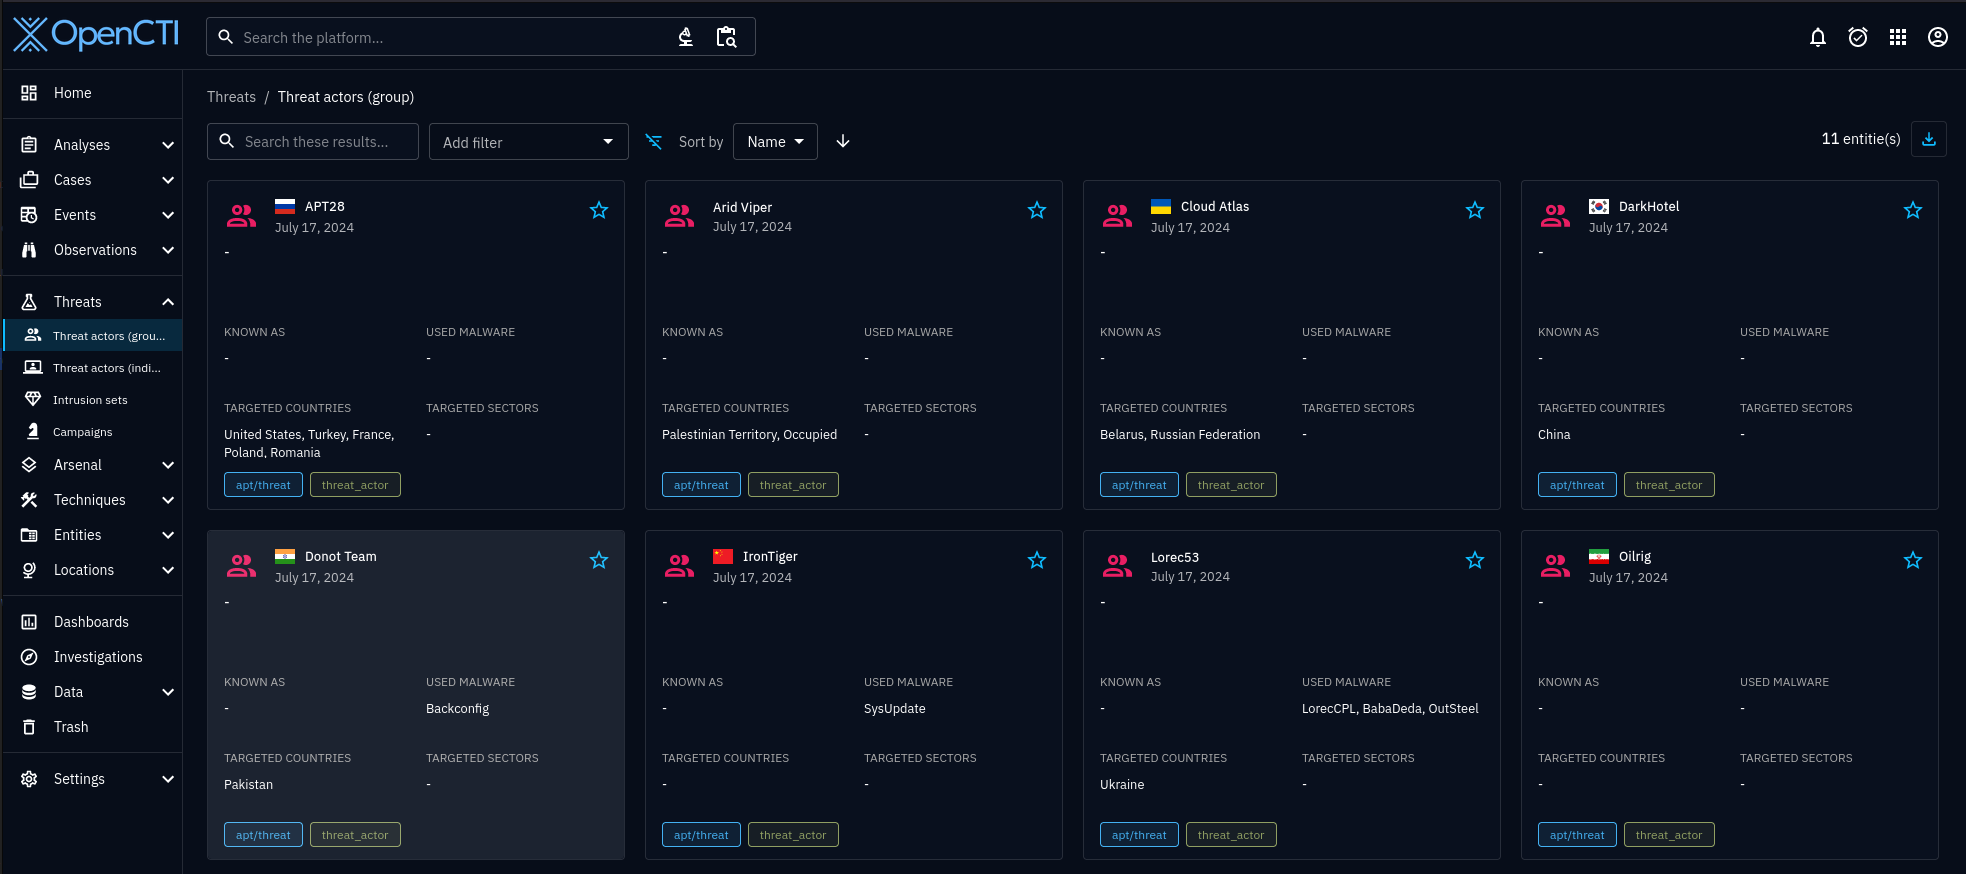 OpenCTI
Search the platform...
Home
Analyses
Cases
Events
Observations
Threats
Threat actors (grou...
Threat actors (indi...
Intrusion sets
Campaigns
Arsenal
Techniques
Entities
Locations
Dashboards
Investigations
Data
Trash
Settings
Threats / Threat actors (group)
Search these results...
Add filter
Sort by
Name
11 entitie(s)
APT28
July 17, 2024
-
KNOWN AS
-
USED MALWARE
-
TARGETED COUNTRIES
United States, Turkey, France,
Poland, Romania
TARGETED SECTORS
-
apt/threat
threat_actor
Arid Viper
July 17, 2024
-
KNOWN AS
-
USED MALWARE
-
TARGETED COUNTRIES
Palestinian Territory, Occupied
TARGETED SECTORS
-
apt/threat
threat_actor
Cloud Atlas
July 17, 2024
-
KNOWN AS
-
USED MALWARE
-
TARGETED COUNTRIES
Belarus, Russian Federation
TARGETED SECTORS
-
apt/threat
threat_actor
DarkHotel
July 17, 2024
-
KNOWN AS
-
USED MALWARE
-
TARGETED COUNTRIES
China
TARGETED SECTORS
-
apt/threat
threat_actor
Donot Team
July 17, 2024
-
KNOWN AS
-
USED MALWARE
Backconfig
TARGETED COUNTRIES
Pakistan
TARGETED SECTORS
-
apt/threat
threat_actor
IronTiger
July 17, 2024
-
KNOWN AS
-
USED MALWARE
SysUpdate
TARGETED COUNTRIES
-
TARGETED SECTORS
-
apt/threat
threat_actor
Lorec53
July 17, 2024
-
KNOWN AS
-
USED MALWARE
LorecCPL, BabaDeda, OutSteel
TARGETED COUNTRIES
Ukraine
TARGETED SECTORS
-
apt/threat
threat_actor
Oilrig
July 17, 2024
-
KNOWN AS
-
USED MALWARE
-
TARGETED COUNTRIES
-
TARGETED SECTORS
-
apt/threat
threat_actor